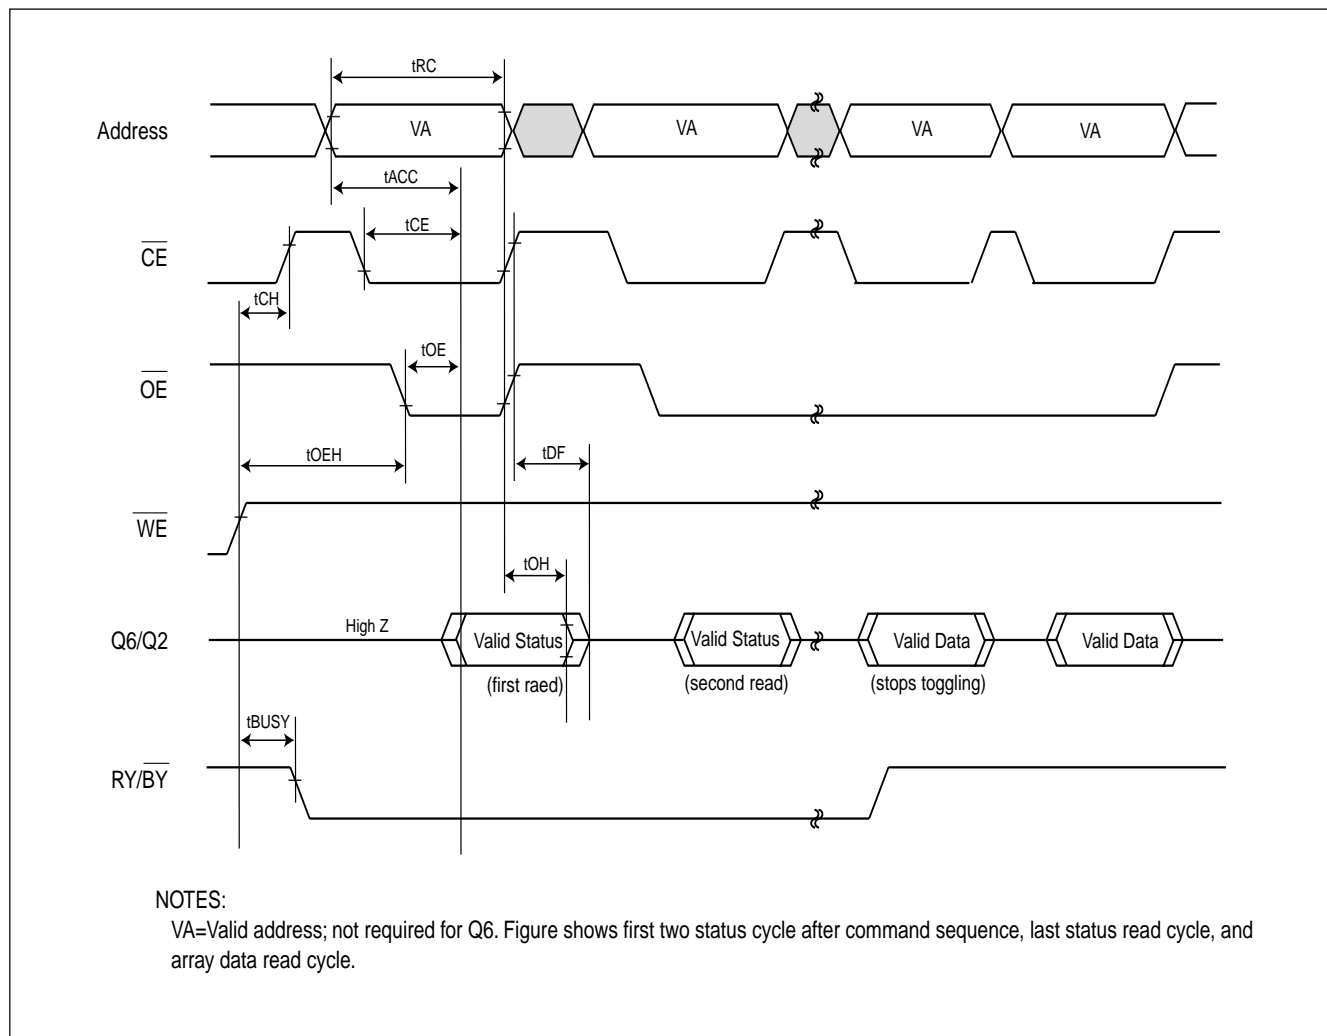 tRC
Address
VA
VA
VA
VA
tACC
tCE
CE
tCH
tOE
OE
tOEH
tDF
WE
tOH
Q6/Q2
High Z
Valid Status
Valid Status
Valid Data
Valid Data
(first raed)
(second read)
(stops toggling)
tBUSY
RY/BY
NOTES:
VA=Valid address; not required for Q6. Figure shows first two status cycle after command sequence, last status read cycle, and
array data read cycle.